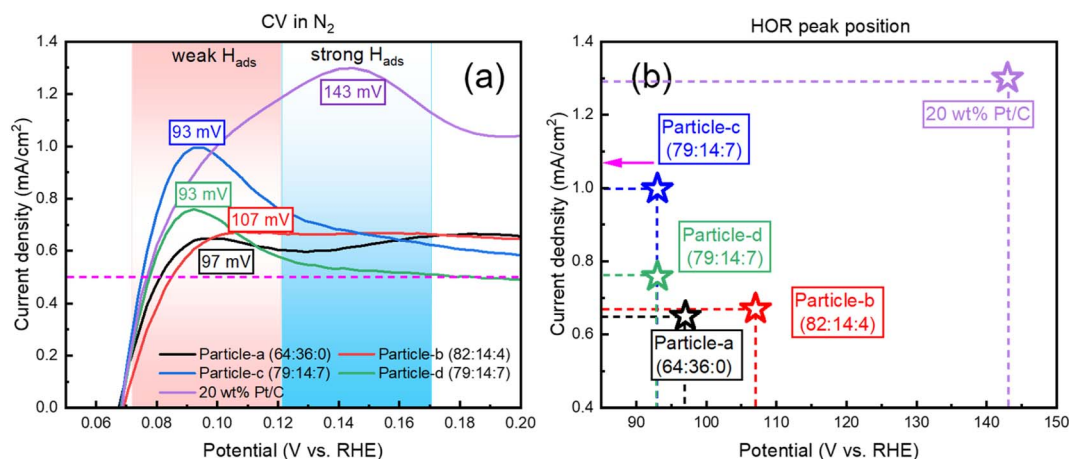 CV in N2
weak Hads
strong Hads
(a)
143 mV
93 mV
93 mV
107 mV
97 mV
Particle-a (64:36:0)
Particle-b (82:14:4)
Particle-c (79:14:7)
Particle-d (79:14:7)
20 wt% Pt/C
1.4
1.2
1.0
0.8
0.6
0.4
0.2
0.0
Current density (mA/cm2)
0.06
0.08
0.10
0.12
0.14
0.16
0.18
0.20
Potential (V vs. RHE)
HOR peak position
(b)
20 wt% Pt/C
Particle-c
(79:14:7)
Particle-d
(79:14:7)
Particle-b
(82:14:4)
Particle-a
(64:36:0)
1.4
1.2
1.0
0.8
0.6
0.4
Current dednsity (mA/cm2)
90
100
110
120
130
140
150
Potential (V vs. RHE)